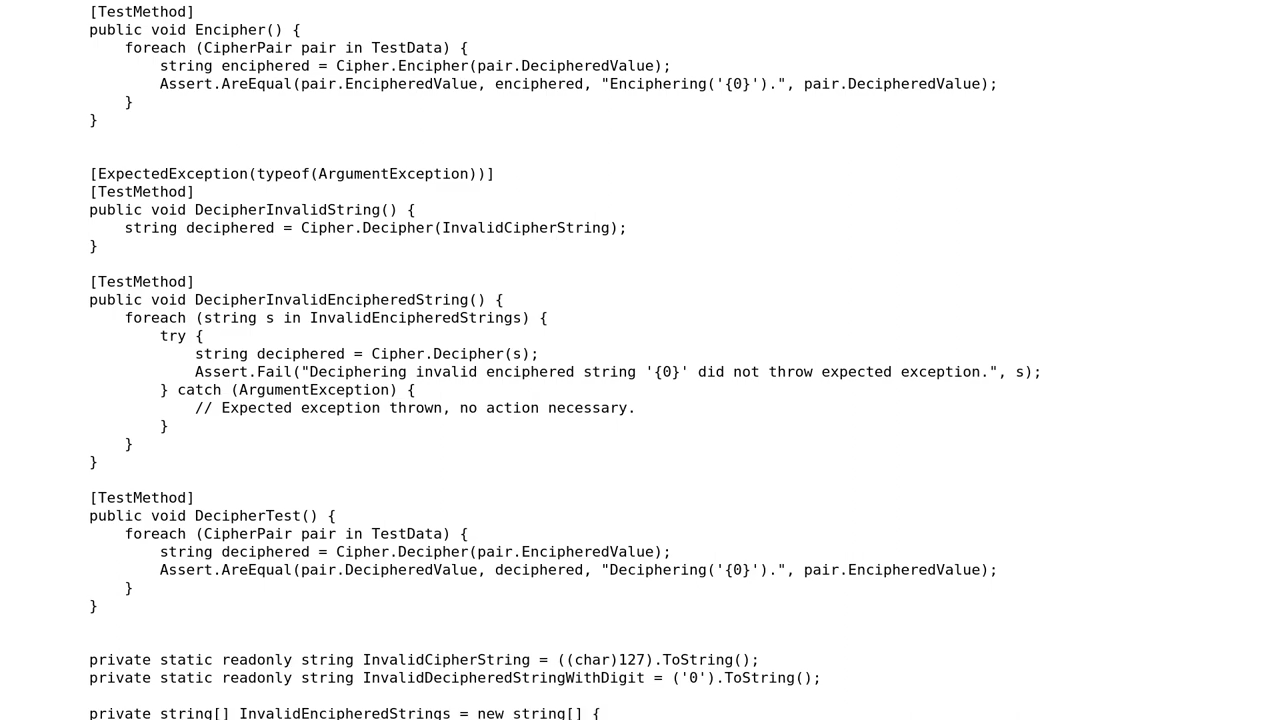 [TestMethod]
public void Encipher() {
    foreach (CipherPair pair in TestData) {
        string enciphered = Cipher.Encipher(pair.DecipheredValue);
        Assert.AreEqual(pair.EncipheredValue, enciphered, "Enciphering('{0}').", pair.DecipheredValue);
    }
}
[ExpectedException(typeof(ArgumentException))]
[TestMethod]
public void DecipherInvalidString() {
    string deciphered = Cipher.Decipher(InvalidCipherString);
}
[TestMethod]
public void DecipherInvalidEncipheredString() {
    foreach (string s in InvalidEncipheredStrings) {
        try {
            string deciphered = Cipher.Decipher(s);
            Assert.Fail("Deciphering invalid enciphered string '{0}' did not throw expected exception.", s);
        } catch (ArgumentException) {
            // Expected exception thrown, no action necessary.
        }
    }
}
[TestMethod]
public void DecipherTest() {
    foreach (CipherPair pair in TestData) {
        string deciphered = Cipher.Decipher(pair.EncipheredValue);
        Assert.AreEqual(pair.DecipheredValue, deciphered, "Deciphering('{0}').", pair.EncipheredValue);
    }
}
private static readonly string InvalidCipherString = ((char)127).ToString();
private static readonly string InvalidDecipheredStringWithDigit = ('0').ToString();
private string[] InvalidEncipheredStrings = new string[] {